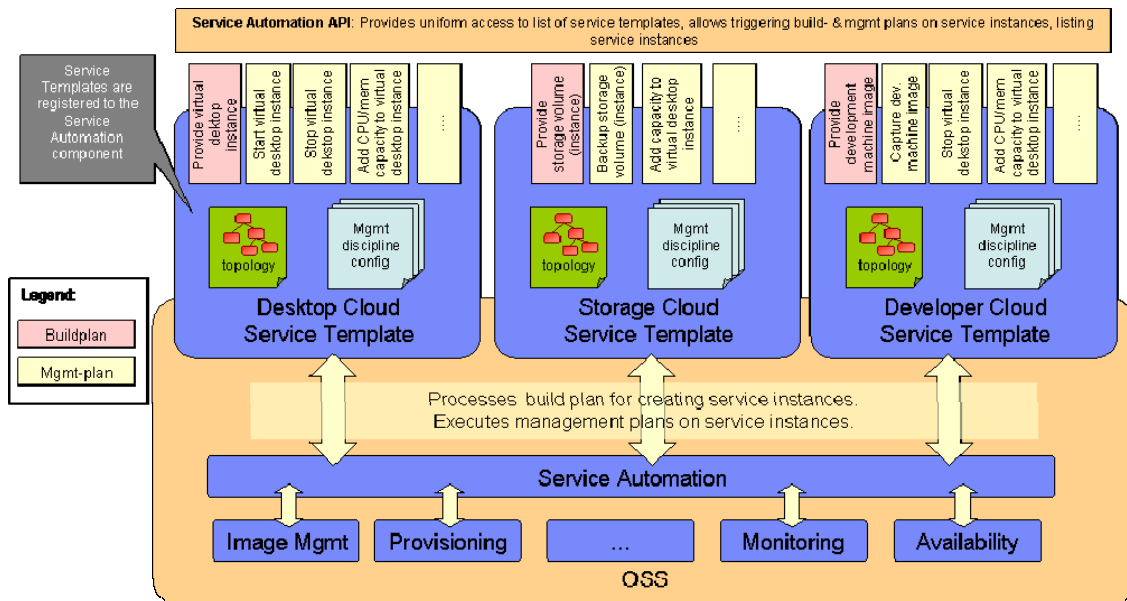 Service Automation API: Provides uniform access to list of service templates, allows triggering build- & mgmt plans on service instances, listing
service instances
Service
Templates are
registered to the
Service
Automation
component
Provide virtual
desktop
instance
Start virtual
desktop instance
Stop virtual
dekstop instance
Add CPU/mem
capacity to virtual
desktop instance
....
Provide
storage volume
(instance)
Backup storage
volume (instance)
Add capacity to
virtual desktop
instance
....
Provide
development
machine image
Capture dev.
machine image
Stop virtual
dekstop instance
Add CPU/mem
capacity to virtual
desktop instance
....
topology
Mgmt
discipline
config
topology
Mgmt
discipline
config
topology
Mgmt
discipline
config
Desktop Cloud
Service Template
Storage Cloud
Service Template
Developer Cloud
Service Template
Legend:
Buildplan
Mgmt-plan
Processes build plan for creating service instances.
Executes management plans on service instances.
Service Automation
Image Mgmt
Provisioning
...
Monitoring
Availability
OSS